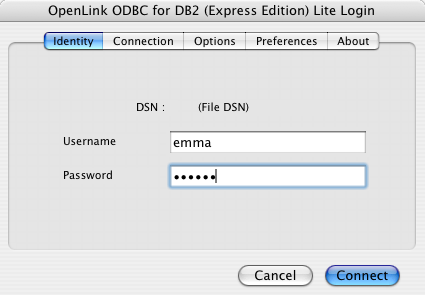 OpenLink ODBC for DB2 (Express Edition) Lite Login
Identity Connection Options Preferences About
DSN : (File DSN)
Username emma
Password ••••••
Cancel Connect